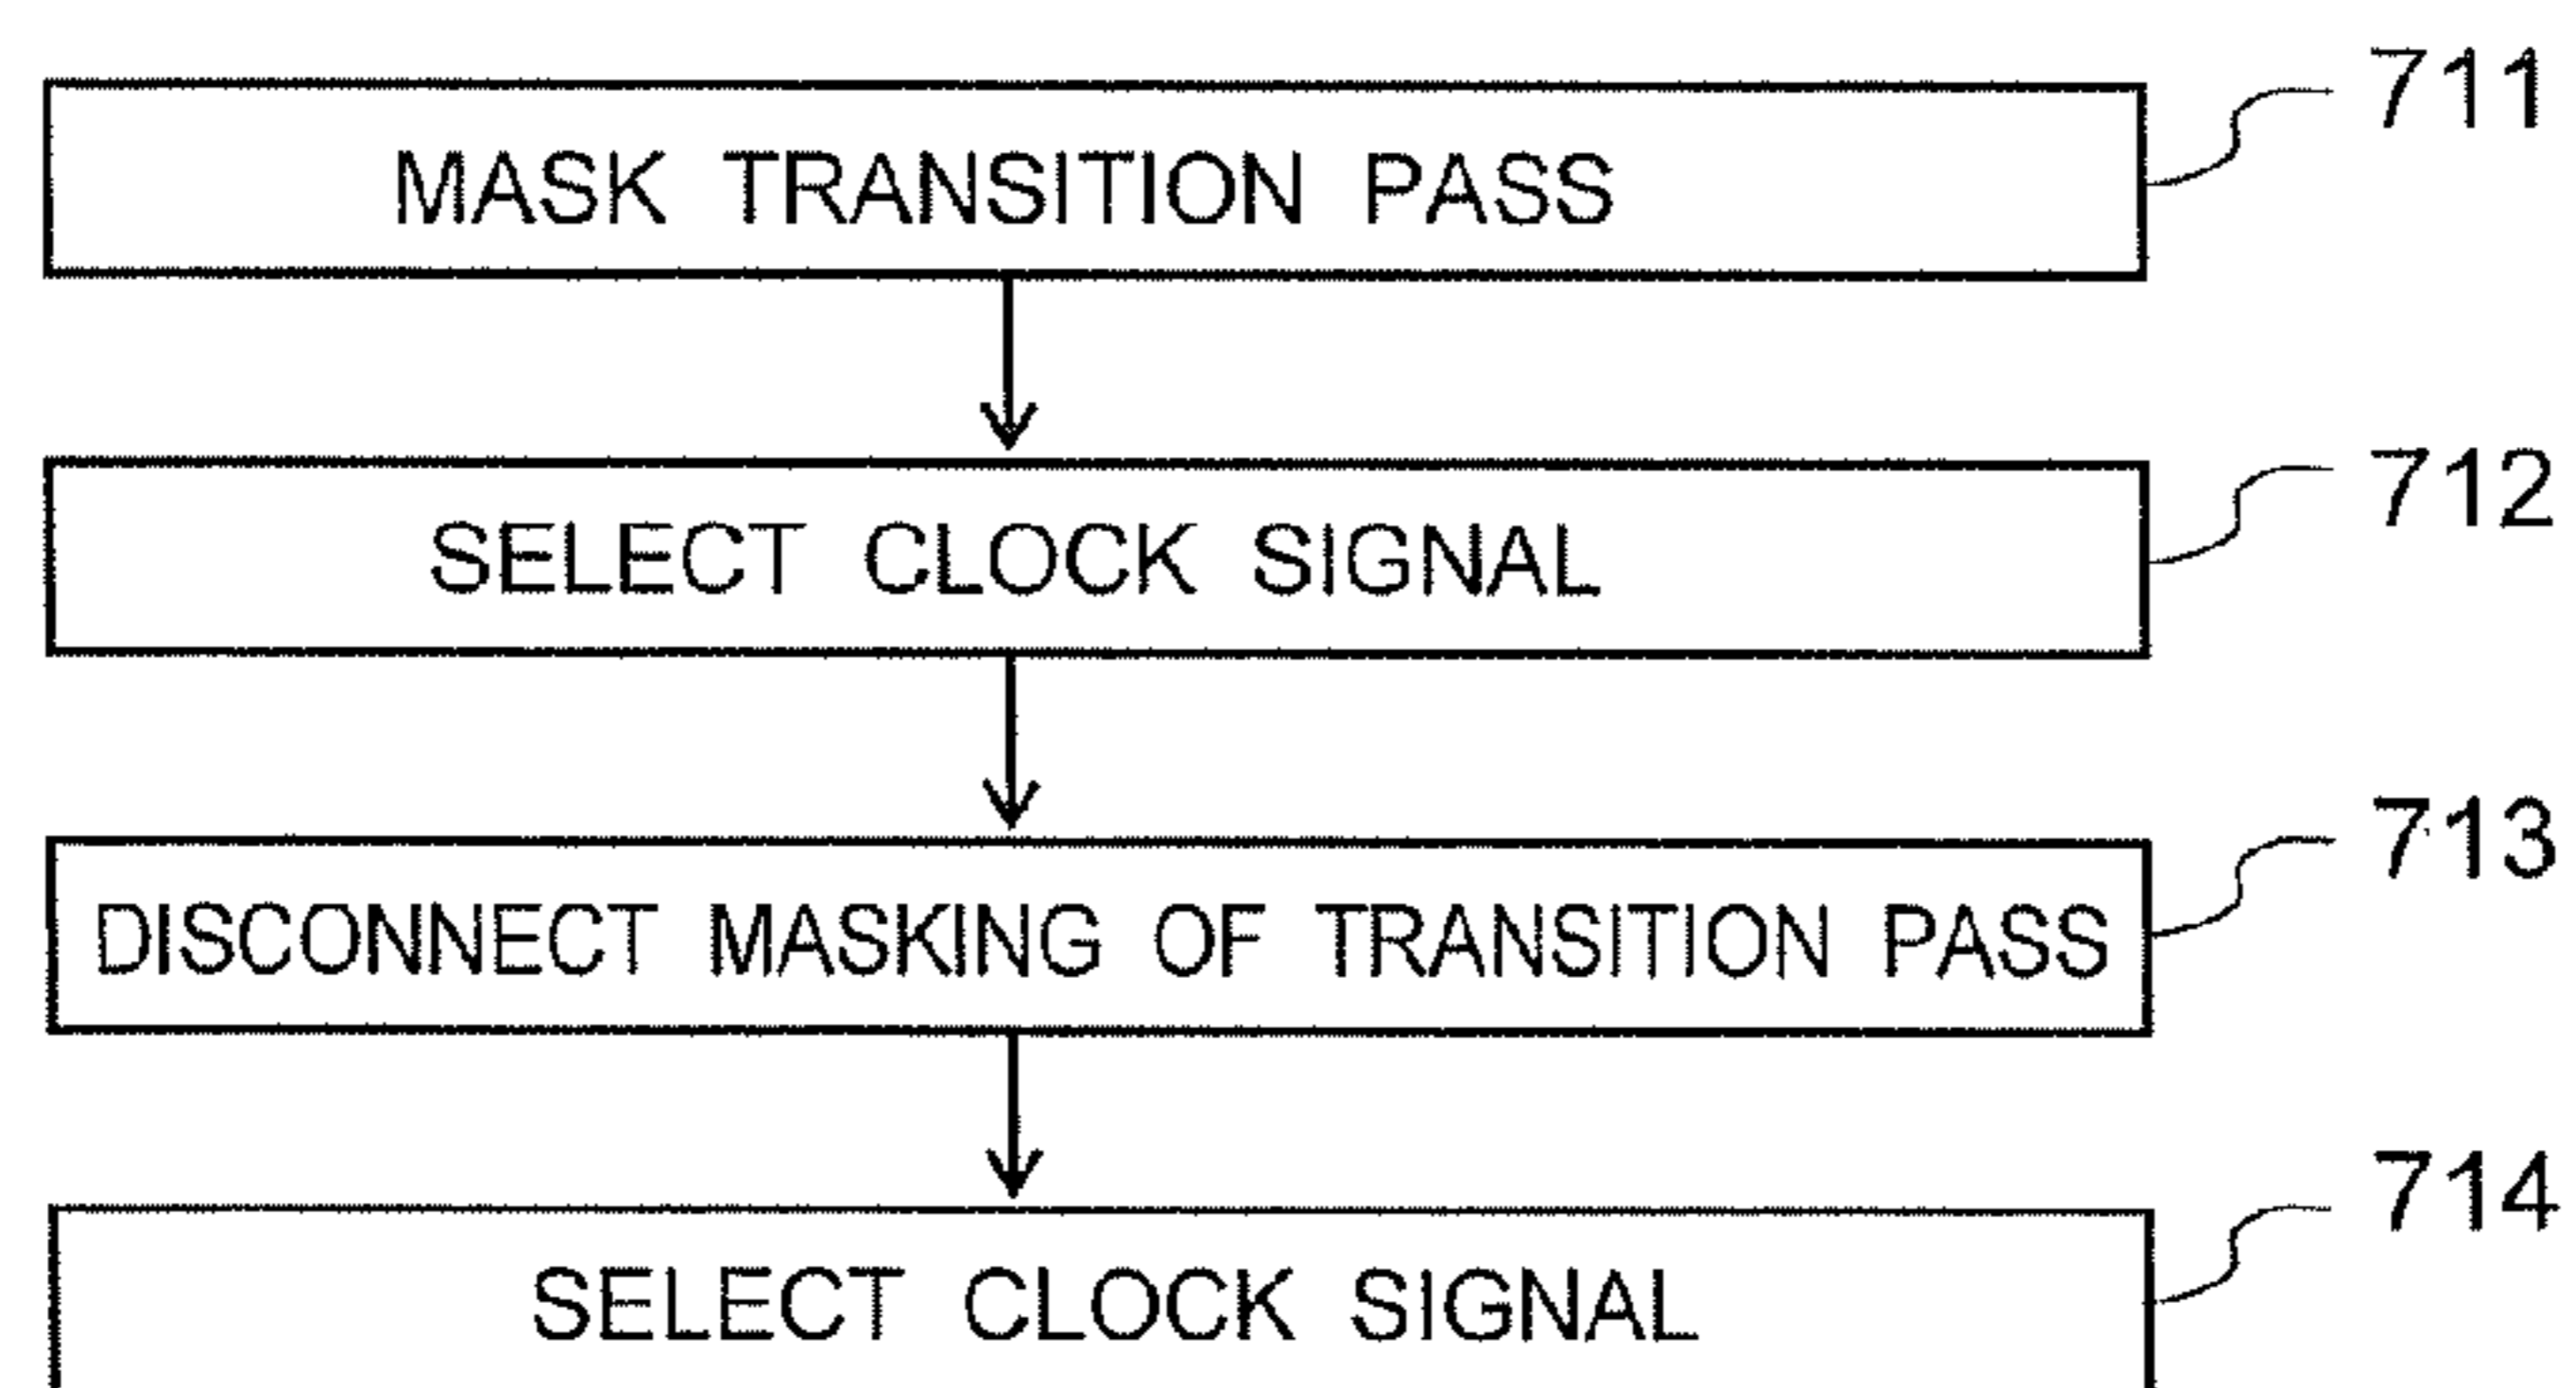 711
MASK TRANSITION PASS
712
SELECT CLOCK SIGNAL
713
DISCONNECT MASKING OF TRANSITION PASS
714
SELECT CLOCK SIGNAL